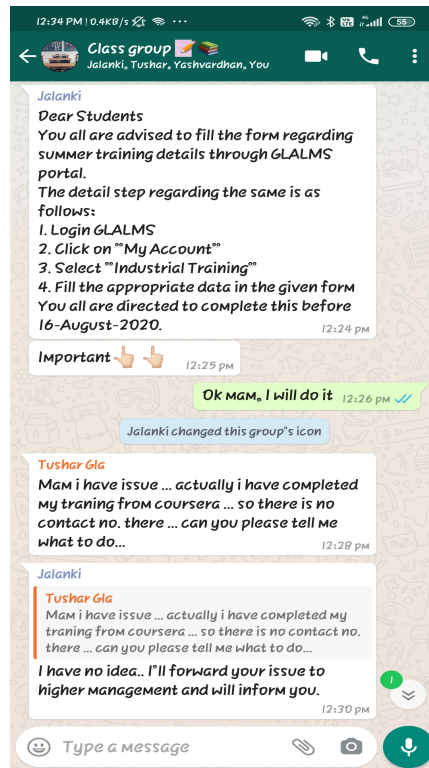 12:34 PM | 0.4KB/s ...
55
Class group
Jalanki, Tushar, Yashvardhan, You
Jalanki
Dear Students
You all are advised to fill the form regarding
summer training details through GLALMS
portal.
The detail step regarding the same is as
follows:
1. Login GLALMS
2. Click on "My Account"
3. Select "Industrial Training"
4. Fill the appropriate data in the given form
You all are directed to complete this before
16-August-2020.
12:24 PM
Important
12:25 PM
Ok mam, I will do it 12:26 PM
Jalanki changed this group"s icon
Tushar Gla
Mam i have issue ... actually i have completed
my traning from coursera ... so there is no
contact no. there ... can you please tell me
what to do...
12:28 PM
Jalanki
Tushar Gla
Mam i have issue ... actually i have completed my
traning from coursera ... so there is no contact no.
there ... can you please tell me what to do...
I have no idea.. I"ll forward your issue to
higher management and will inform you.
12:30 PM
1
Type a message